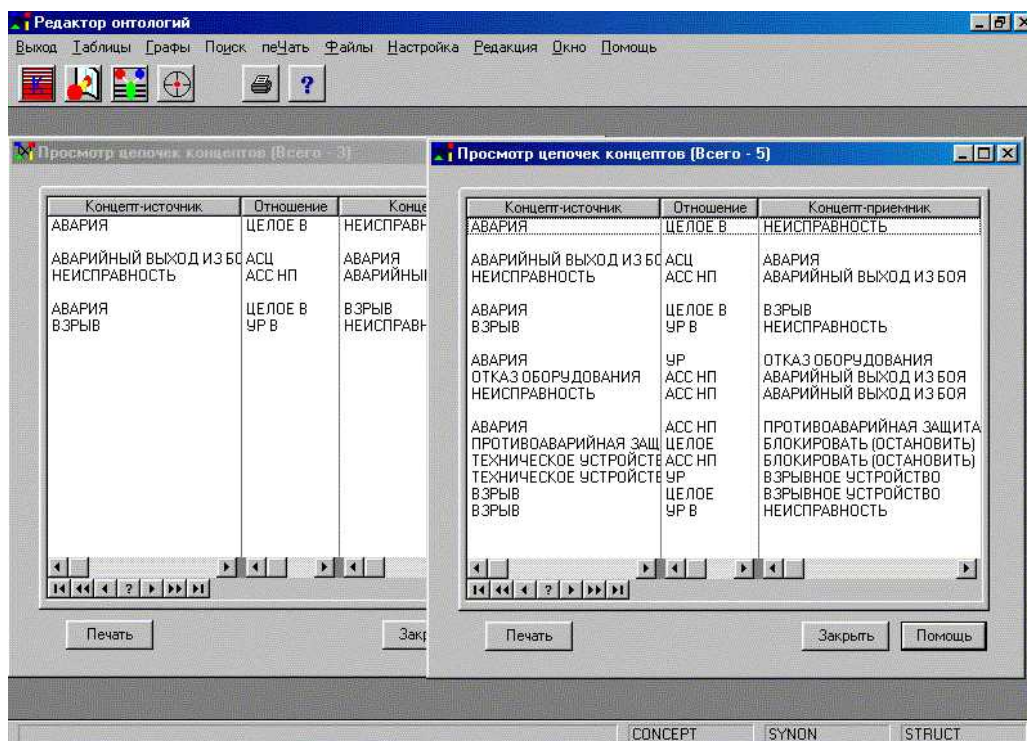 Редактор онтологий
Выход Таблицы Графы Поиск пеЧать Файлы Настройка Редакция Окно Помощь
Просмотр цепочек концептов (Всего - 3)
Концепт-источник Отношение Конце
АВАРИЯ ЦЕЛОЕ В НЕИСПРАВН
АВАРИЙНЫЙ ВЫХОД ИЗ БО АСЦ АВАРИЯ
НЕИСПРАВНОСТЬ АСС НП АВАРИЙНЫЙ
АВАРИЯ ЦЕЛОЕ В ВЗРЫВ
ВЗРЫВ УР В НЕИСПРАВН
Печать Закр
Просмотр цепочек концептов (Всего - 5)
Концепт-источник Отношение Концепт-приемник
АВАРИЯ ЦЕЛОЕ В НЕИСПРАВНОСТЬ
АВАРИЙНЫЙ ВЫХОД ИЗ БО АСЦ АВАРИЯ
НЕИСПРАВНОСТЬ АСС НП АВАРИЙНЫЙ ВЫХОД ИЗ БОЯ
АВАРИЯ ЦЕЛОЕ В ВЗРЫВ
ВЗРЫВ УР В НЕИСПРАВНОСТЬ
АВАРИЯ УР ОТКАЗ ОБОРУДОВАНИЯ
ОТКАЗ ОБОРУДОВАНИЯ АСС НП АВАРИЙНЫЙ ВЫХОД ИЗ БОЯ
НЕИСПРАВНОСТЬ АСС НП АВАРИЙНЫЙ ВЫХОД ИЗ БОЯ
АВАРИЯ АСС НП ПРОТИВОАВАРИЙНАЯ ЗАЩИТА
ПРОТИВОАВАРИЙНАЯ ЗАЩ ЦЕЛОЕ БЛОКИРОВАТЬ (ОСТАНОВИТЬ)
ТЕХНИЧЕСКОЕ УСТРОЙСТВ АСС НП БЛОКИРОВАТЬ (ОСТАНОВИТЬ)
ТЕХНИЧЕСКОЕ УСТРОЙСТВ УР ВЗРЫВНОЕ УСТРОЙСТВО
ВЗРЫВ ЦЕЛОЕ ВЗРЫВНОЕ УСТРОЙСТВО
ВЗРЫВ УР В НЕИСПРАВНОСТЬ
Печать Закрыть Помощь
CONCEPT SYNON STRUCT